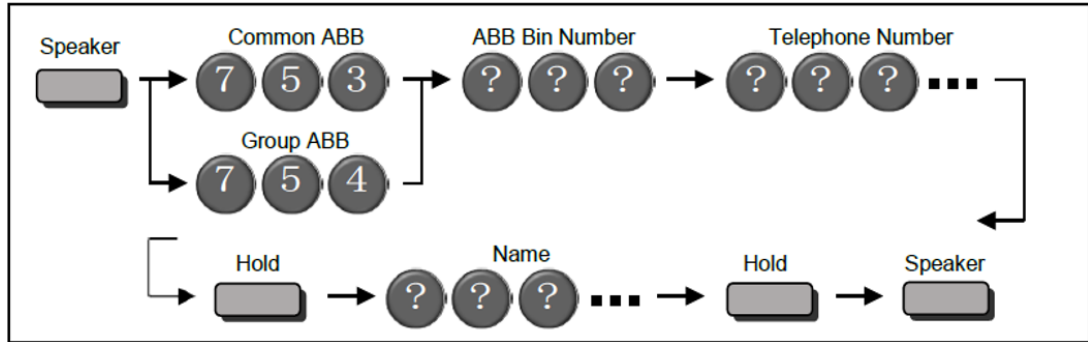 Speaker
Common ABB
ABB Bin Number
Telephone Number
7 5 3
? ? ?
? ? ? ...
Group ABB
7 5 4
Hold
Name
Hold
Speaker
? ? ? ...